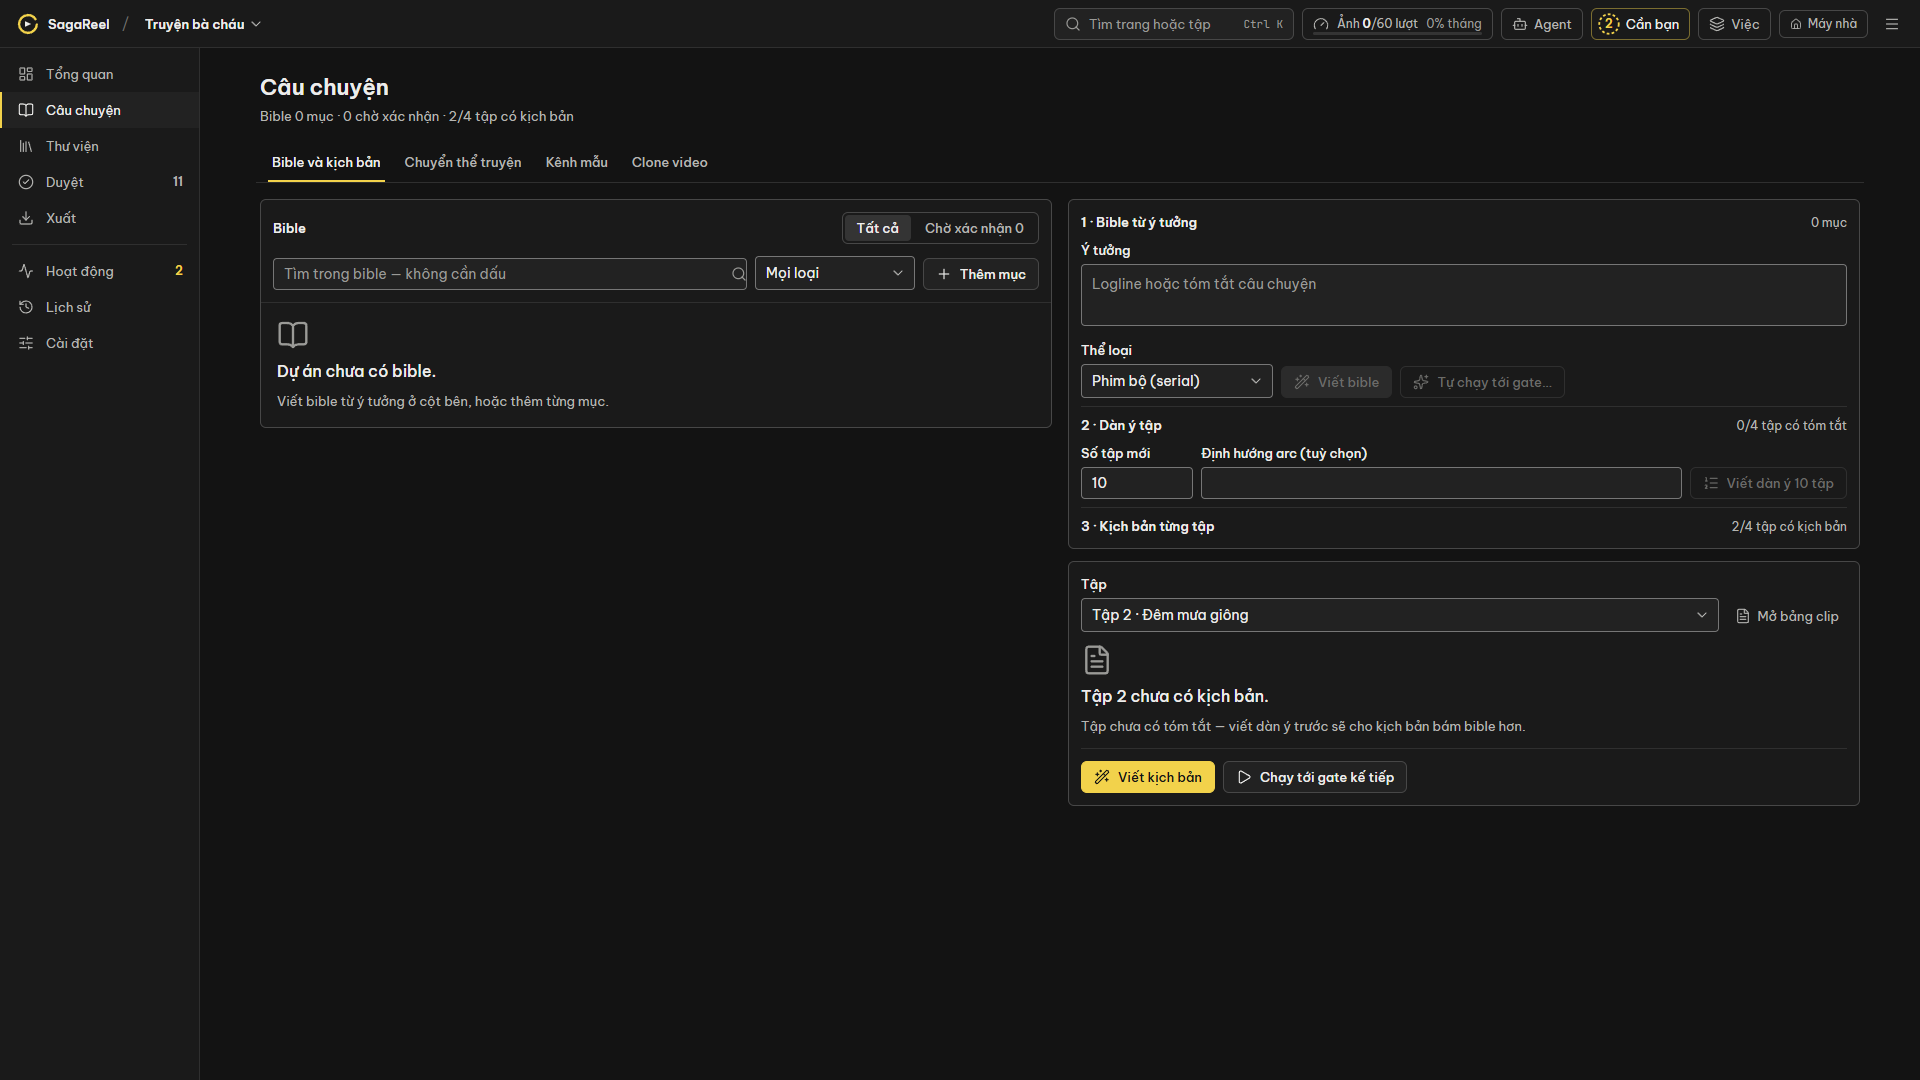 SagaReel / Truyện bà cháu
Tìm trang hoặc tập Ctrl K
Ảnh 0/60 lượt 0% tháng
Agent
2 Cần bạn
Việc
Máy nhà
Tổng quan
Câu chuyện
Thư viện
Duyệt 11
Xuất
Hoạt động 2
Lịch sử
Cài đặt
Câu chuyện
Bible 0 mục · 0 chờ xác nhận · 2/4 tập có kịch bản
Bible và kịch bản Chuyển thể truyện Kênh mẫu Clone video
Bible
Tất cả Chờ xác nhận 0
Tìm trong bible — không cần dấu
Mọi loại
Thêm mục
Dự án chưa có bible.
Viết bible từ ý tưởng ở cột bên, hoặc thêm từng mục.
1 · Bible từ ý tưởng 0 mục
Ý tưởng
Logline hoặc tóm tắt câu chuyện
Thể loại
Phim bộ (serial)
Viết bible
Tự chạy tới gate...
2 · Dàn ý tập 0/4 tập có tóm tắt
Số tập mới Định hướng arc (tuỳ chọn)
10
Viết dàn ý 10 tập
3 · Kịch bản từng tập 2/4 tập có kịch bản
Tập
Tập 2 · Đêm mưa giông
Mở bảng clip
Tập 2 chưa có kịch bản.
Tập chưa có tóm tắt — viết dàn ý trước sẽ cho kịch bản bám bible hơn.
Viết kịch bản
Chạy tới gate kế tiếp